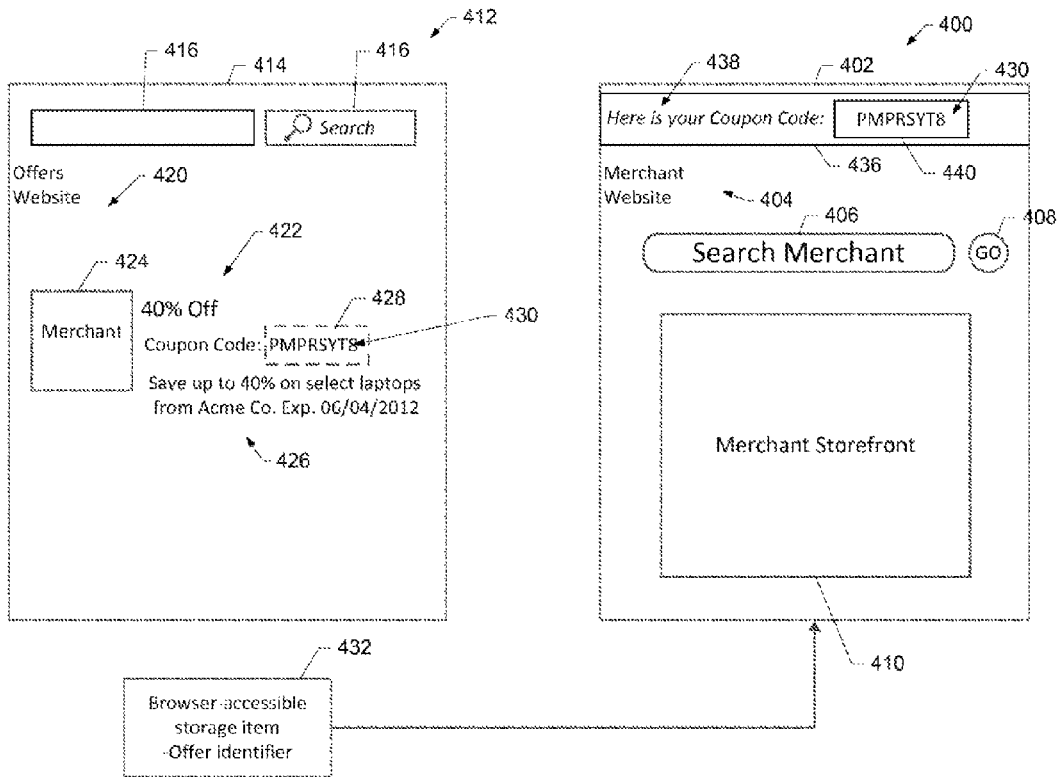 412
416
414
416
Search
Offers
Website
420
422
424
Merchant
40% Off
428
430
Coupon Code:
PMPRSYT8
Save up to 40% on select laptops
from Acme Co. Exp. 06/04/2012
426
432
Browser-accessible
storage item
-Offer identifier
400
438
402
430
Here is your Coupon Code:
PMPRSYT8
436
440
Merchant
Website
404
406
408
Search Merchant
GO
Merchant Storefront
410